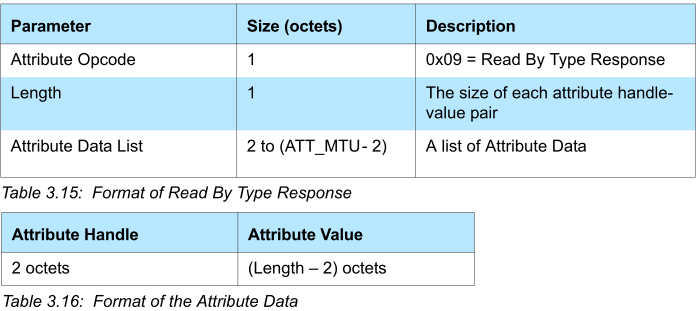 Parameter Size (octets) Description
Attribute Opcode 1 0x09 = Read By Type Response
Length 1 The size of each attribute handle-
value pair
Attribute Data List 2 to (ATT_MTU- 2) A list of Attribute Data
Table 3.15: Format of Read By Type Response
Attribute Handle Attribute Value
2 octets (Length – 2) octets
Table 3.16: Format of the Attribute Data